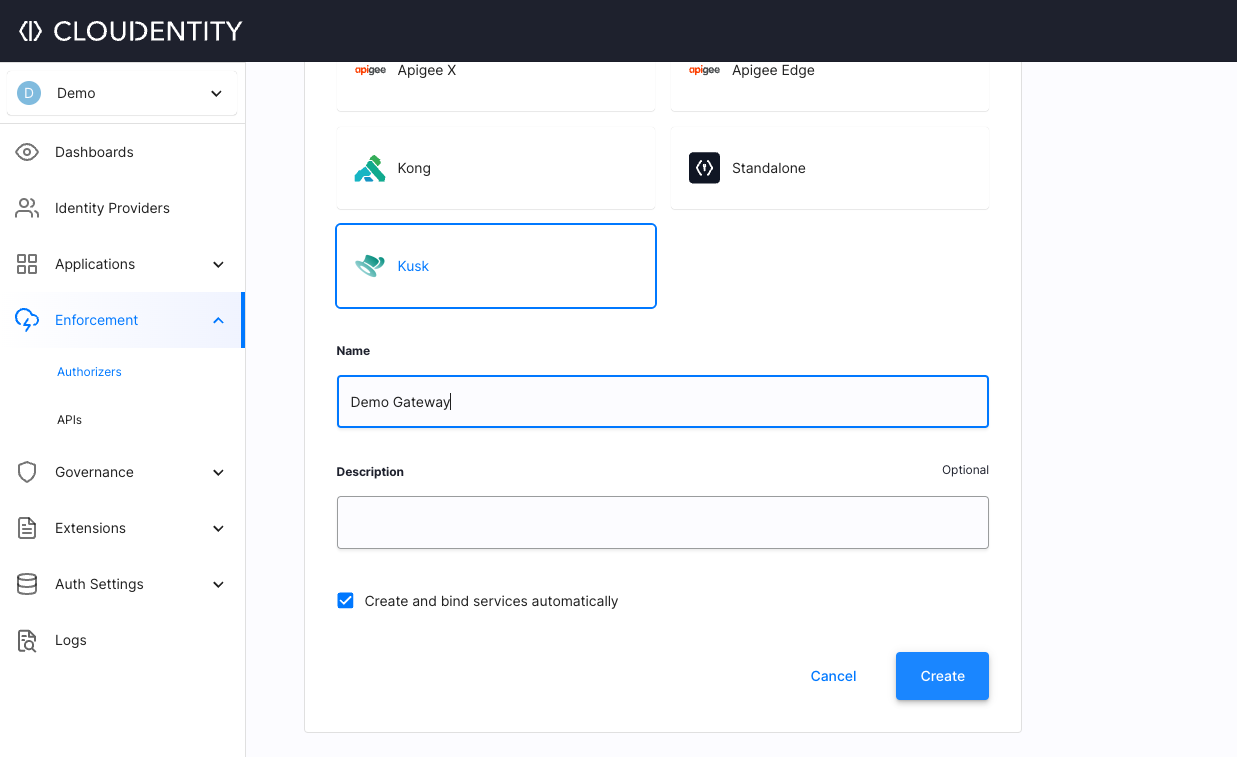 CLOUDENTITY
D Demo
Dashboards
Identity Providers
Applications
Enforcement
Authorizers
APIs
Governance
Extensions
Auth Settings
Logs
apigee Apigee X
apigee Apigee Edge
Kong
Standalone
Kusk
Name
Demo Gateway
Description Optional
Create and bind services automatically
Cancel Create